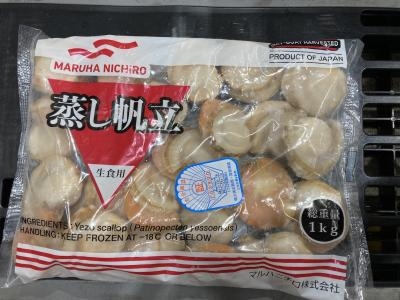 MARUHA NICHIRO
PRODUCT OF JAPAN
蒸し帆立
生食用
INGREDIENTS: Yezo scallop (Patinopecten yessoensis)
HANDLING: KEEP FROZEN AT -18C OR BELOW
総重量
1kg
マルハニチロ株式会社